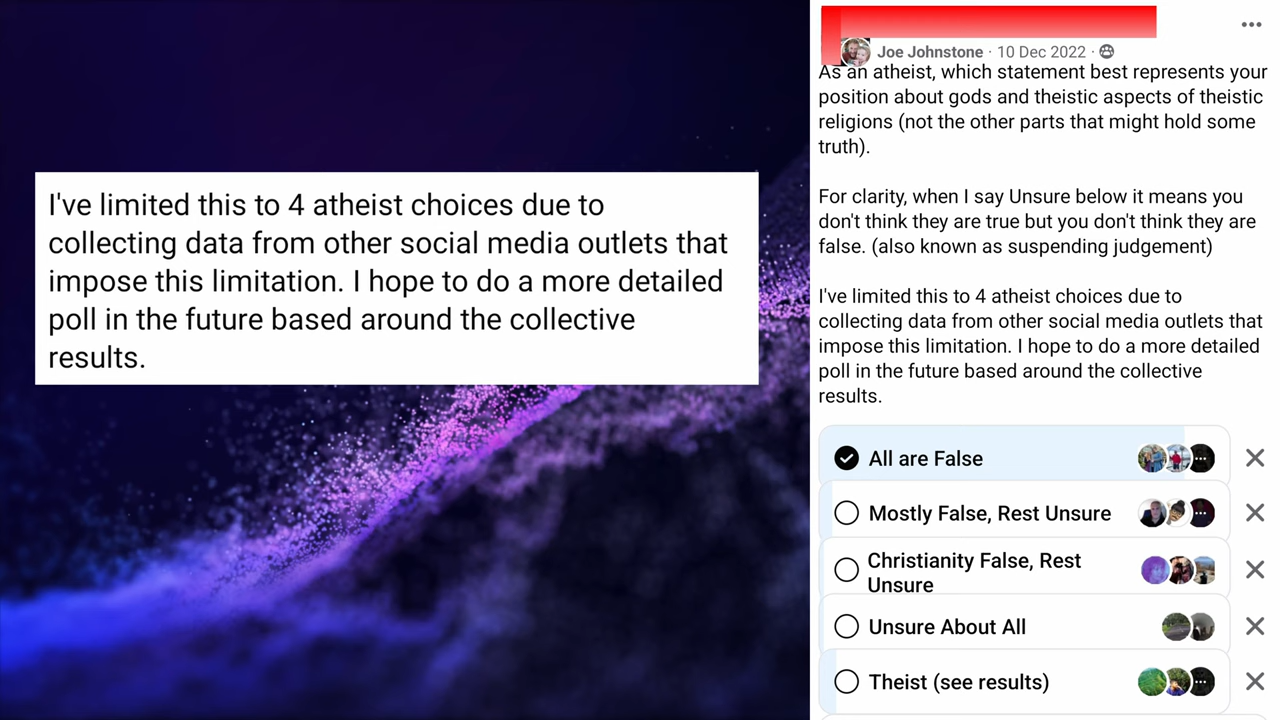 I've limited this to 4 atheist choices due to
collecting data from other social media outlets that
impose this limitation. I hope to do a more detailed
poll in the future based around the collective
results.
Joe Johnstone · 10 Dec 2022 ·
As an atheist, which statement best represents your
position about gods and theistic aspects of theistic
religions (not the other parts that might hold some
truth).
For clarity, when I say Unsure below it means you
don't think they are true but you don't think they are
false. (also known as suspending judgement)
I've limited this to 4 atheist choices due to
collecting data from other social media outlets that
impose this limitation. I hope to do a more detailed
poll in the future based around the collective
results.
All are False
Mostly False, Rest Unsure
Christianity False, Rest
Unsure
Unsure About All
Theist (see results)